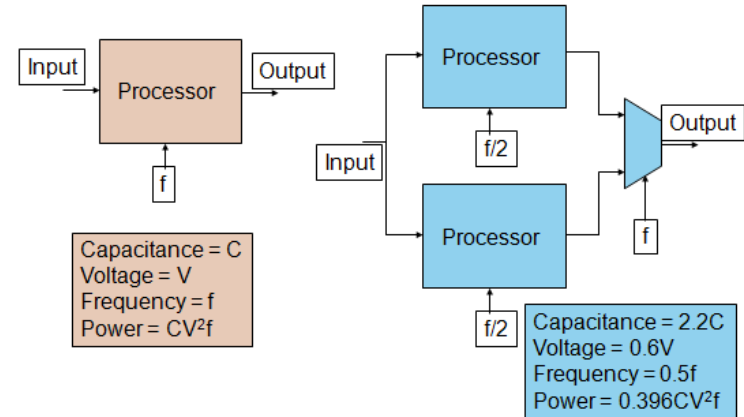 Input
Processor
Output
f
Capacitance = C
Voltage = V
Frequency = f
Power = CV²f
Processor
f/2
Input
Output
Processor
f
f/2
Capacitance = 2.2C
Voltage = 0.6V
Frequency = 0.5f
Power = 0.396CV²f